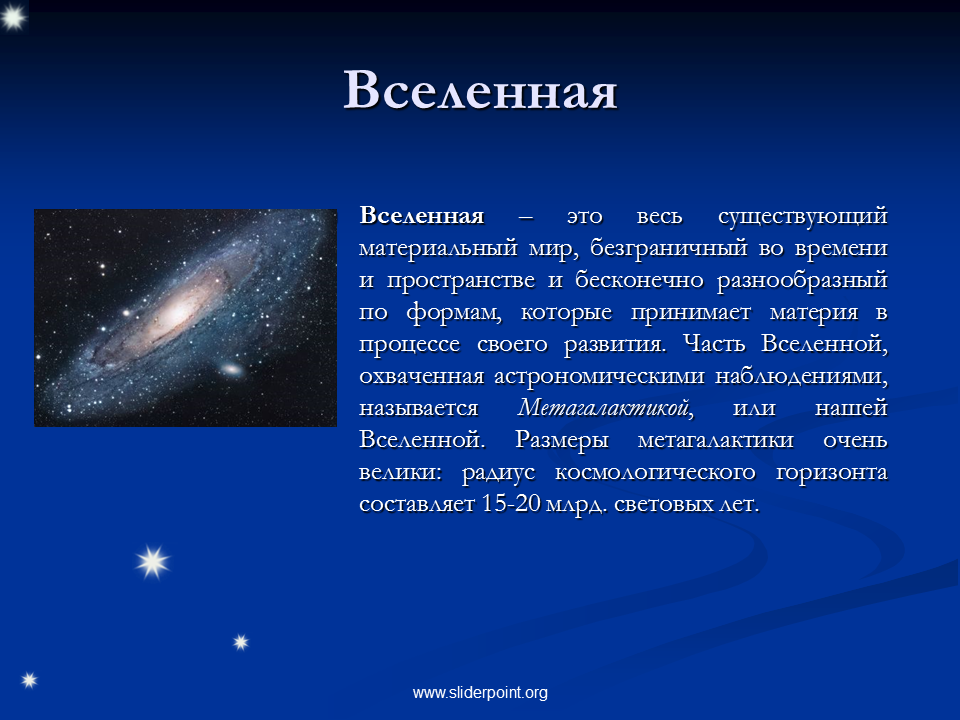 Вселенная
Вселенная – это весь существующий
материальный мир, безграничный во времени
и пространстве и бесконечно разнообразный
по формам, которые принимает материя в
процессе своего развития. Часть Вселенной,
охваченная астрономическими наблюдениями,
называется Метагалактикой, или нашей
Вселенной. Размеры метагалактики очень
велики: радиус космологического горизонта
составляет 15-20 млрд. световых лет.
www.sliderpoint.org